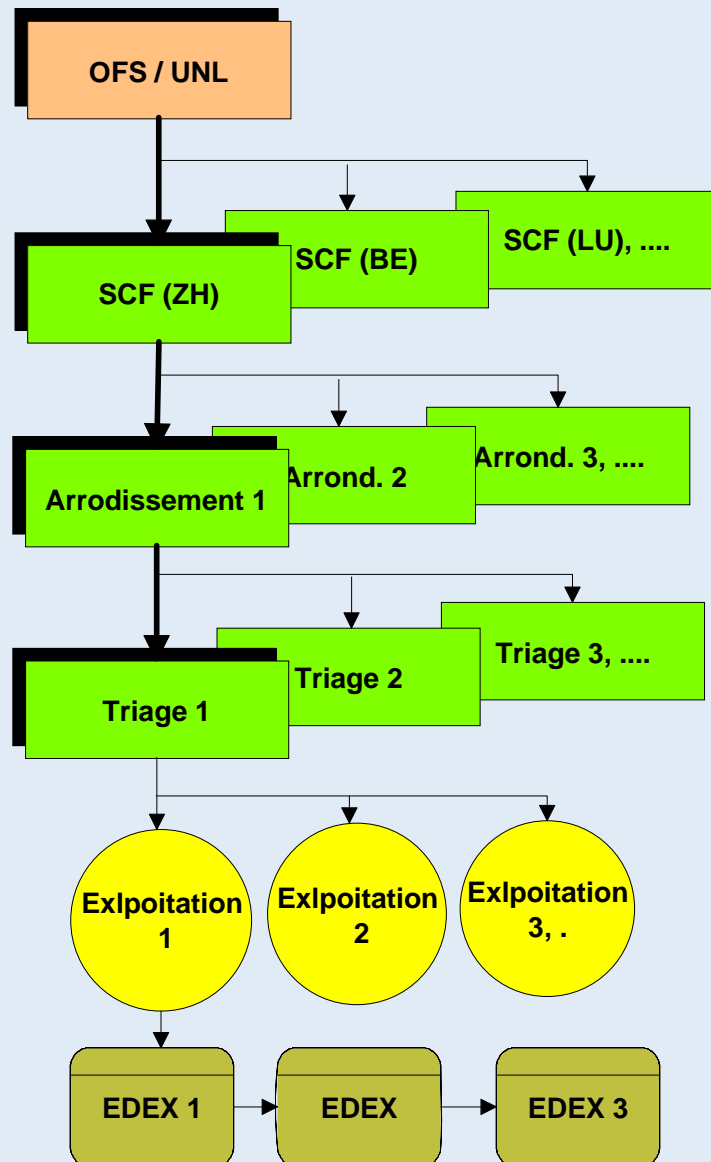 OFS / UNL
SCF (ZH)
SCF (BE)
SCF (LU), ....
Arrodissement 1
Arrond. 2
Arrond. 3, ....
Triage 1
Triage 2
Triage 3, ....
Exlpoitation
1
Exlpoitation
2
Exlpoitation
3, .
EDEX 1
EDEX
EDEX 3